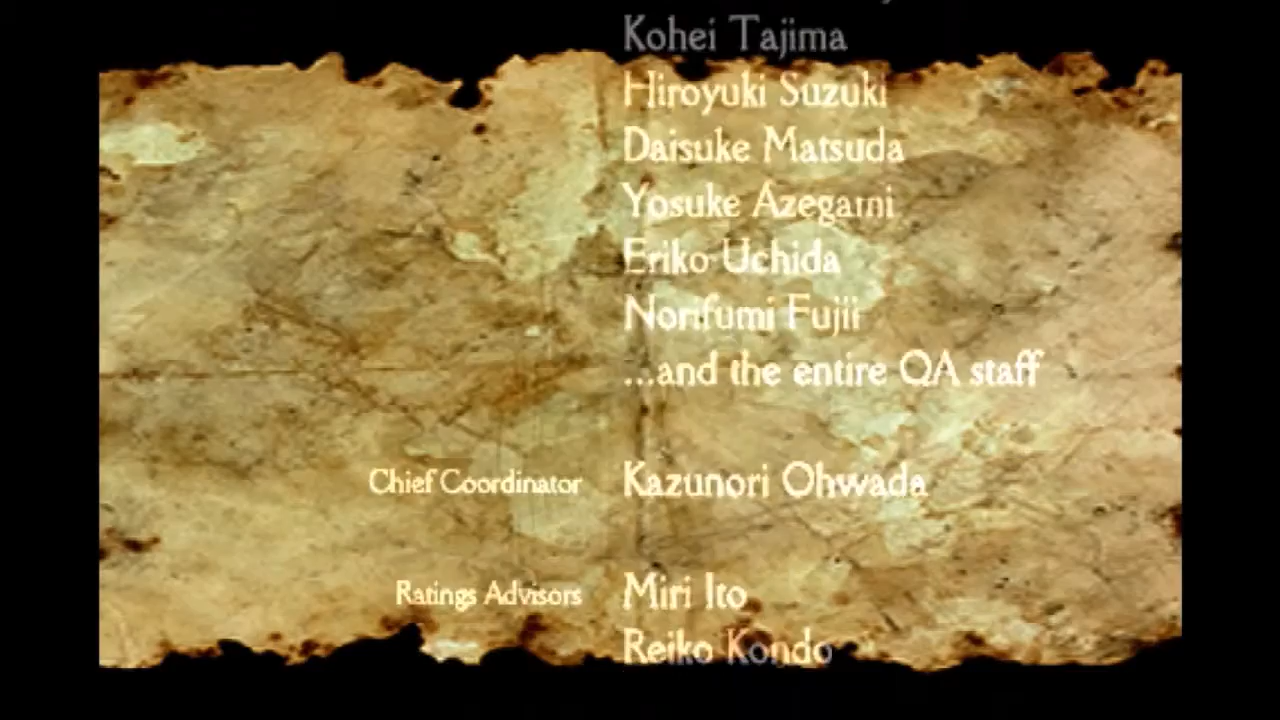 Kohei Tajima
Hiroyuki Suzuki
Daisuke Matsuda
Yosuke Azegami
Eriko Uchida
Norifumi Fujii
...and the entire QA staff
Chief Coordinator Kazunori Ohwada
Ratings Advisors Miri Ito
Reiko Kondo